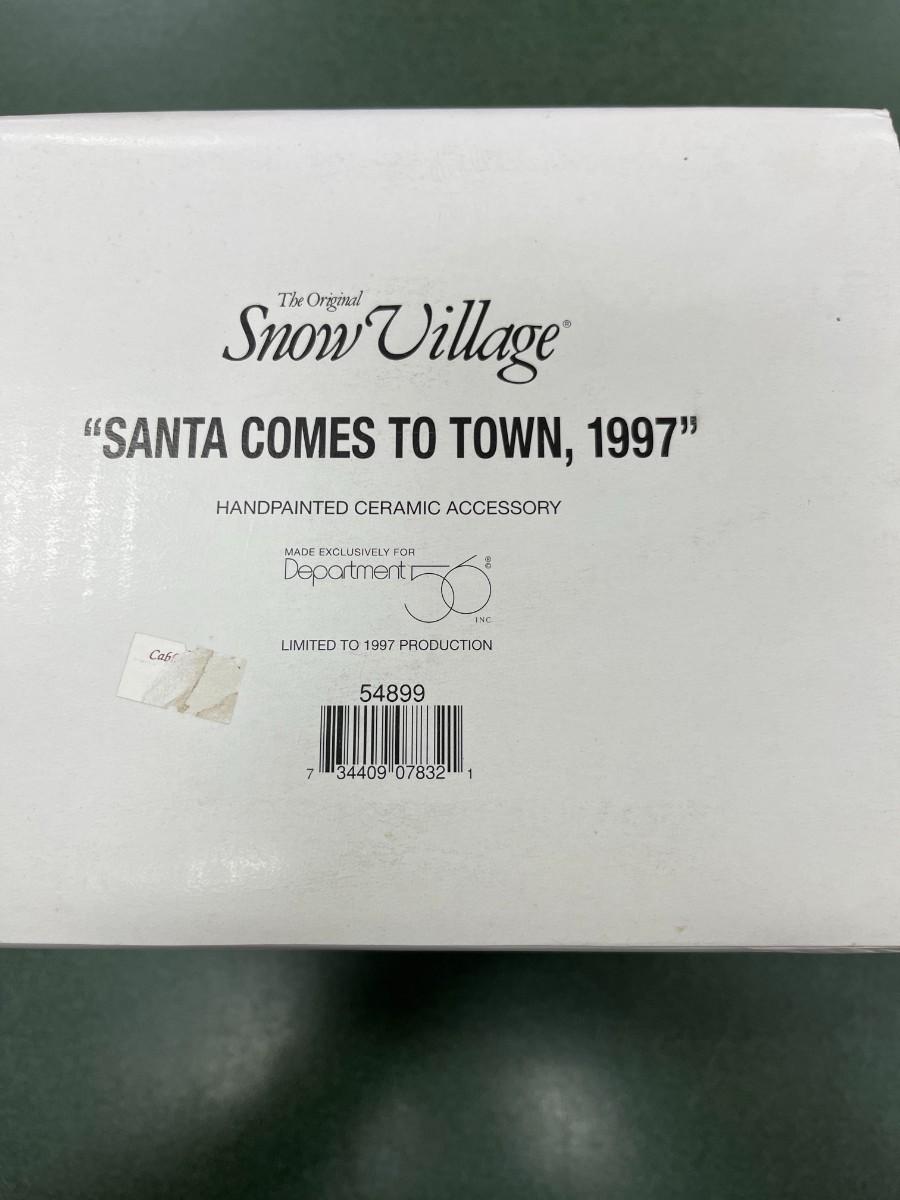 The Original
Snow Village®
“SANTA COMES TO TOWN, 1997”
HANDPAINTED CERAMIC ACCESSORY
MADE EXCLUSIVELY FOR
Department 56®
INC
LIMITED TO 1997 PRODUCTION
54899
7 34409 07832 1